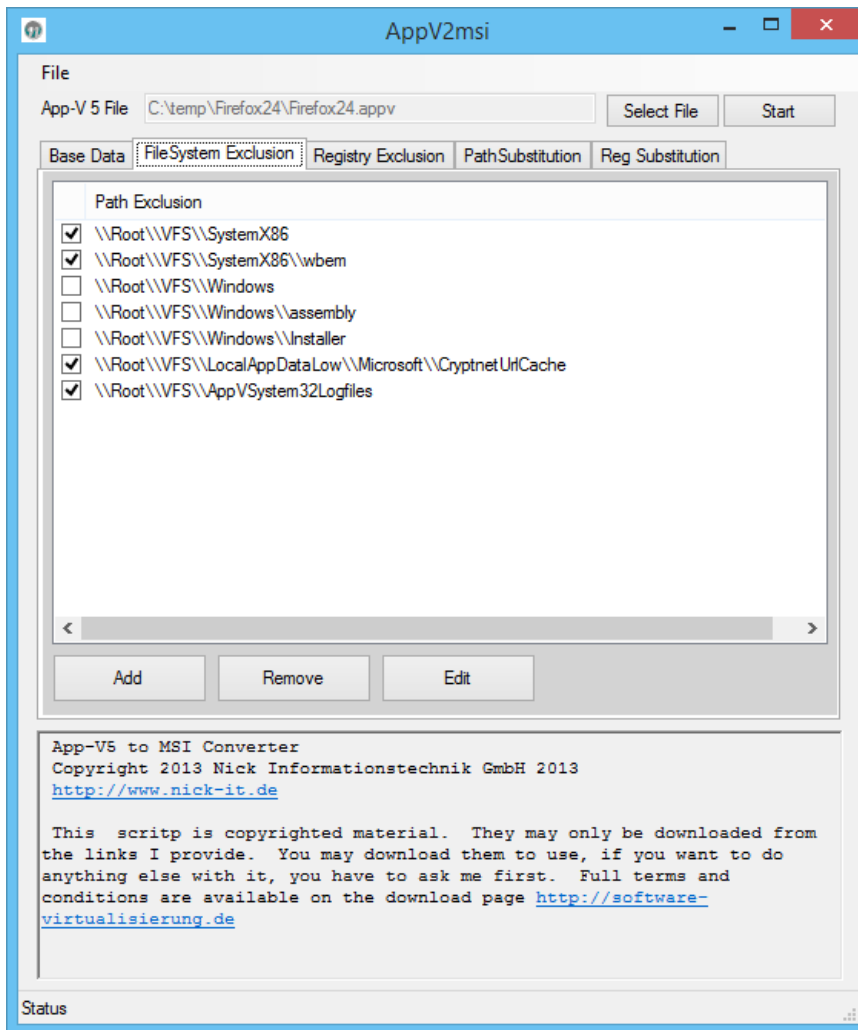 AppV2msi
File
App-V 5 File C:\temp\Firefox24\Firefox24.appv Select File Start
Base Data FileSystem Exclusion Registry Exclusion PathSubstitution Reg Substitution
Path Exclusion
\\Root\\VFS\\SystemX86
\\Root\\VFS\\SystemX86\\wbem
\\Root\\VFS\\Windows
\\Root\\VFS\\Windows\\assembly
\\Root\\VFS\\Windows\\Installer
\\Root\\VFS\\LocalAppDataLow\\Microsoft\\CryptnetUrlCache
\\Root\\VFS\\AppVSystem32Logfiles
Add Remove Edit
App-V5 to MSI Converter
Copyright 2013 Nick Informationstechnik GmbH 2013
http://www.nick-it.de
This scritp is copyrighted material. They may only be downloaded from
the links I provide. You may download them to use, if you want to do
anything else with it, you have to ask me first. Full terms and
conditions are available on the download page http://software-
virtualisierung.de
Status